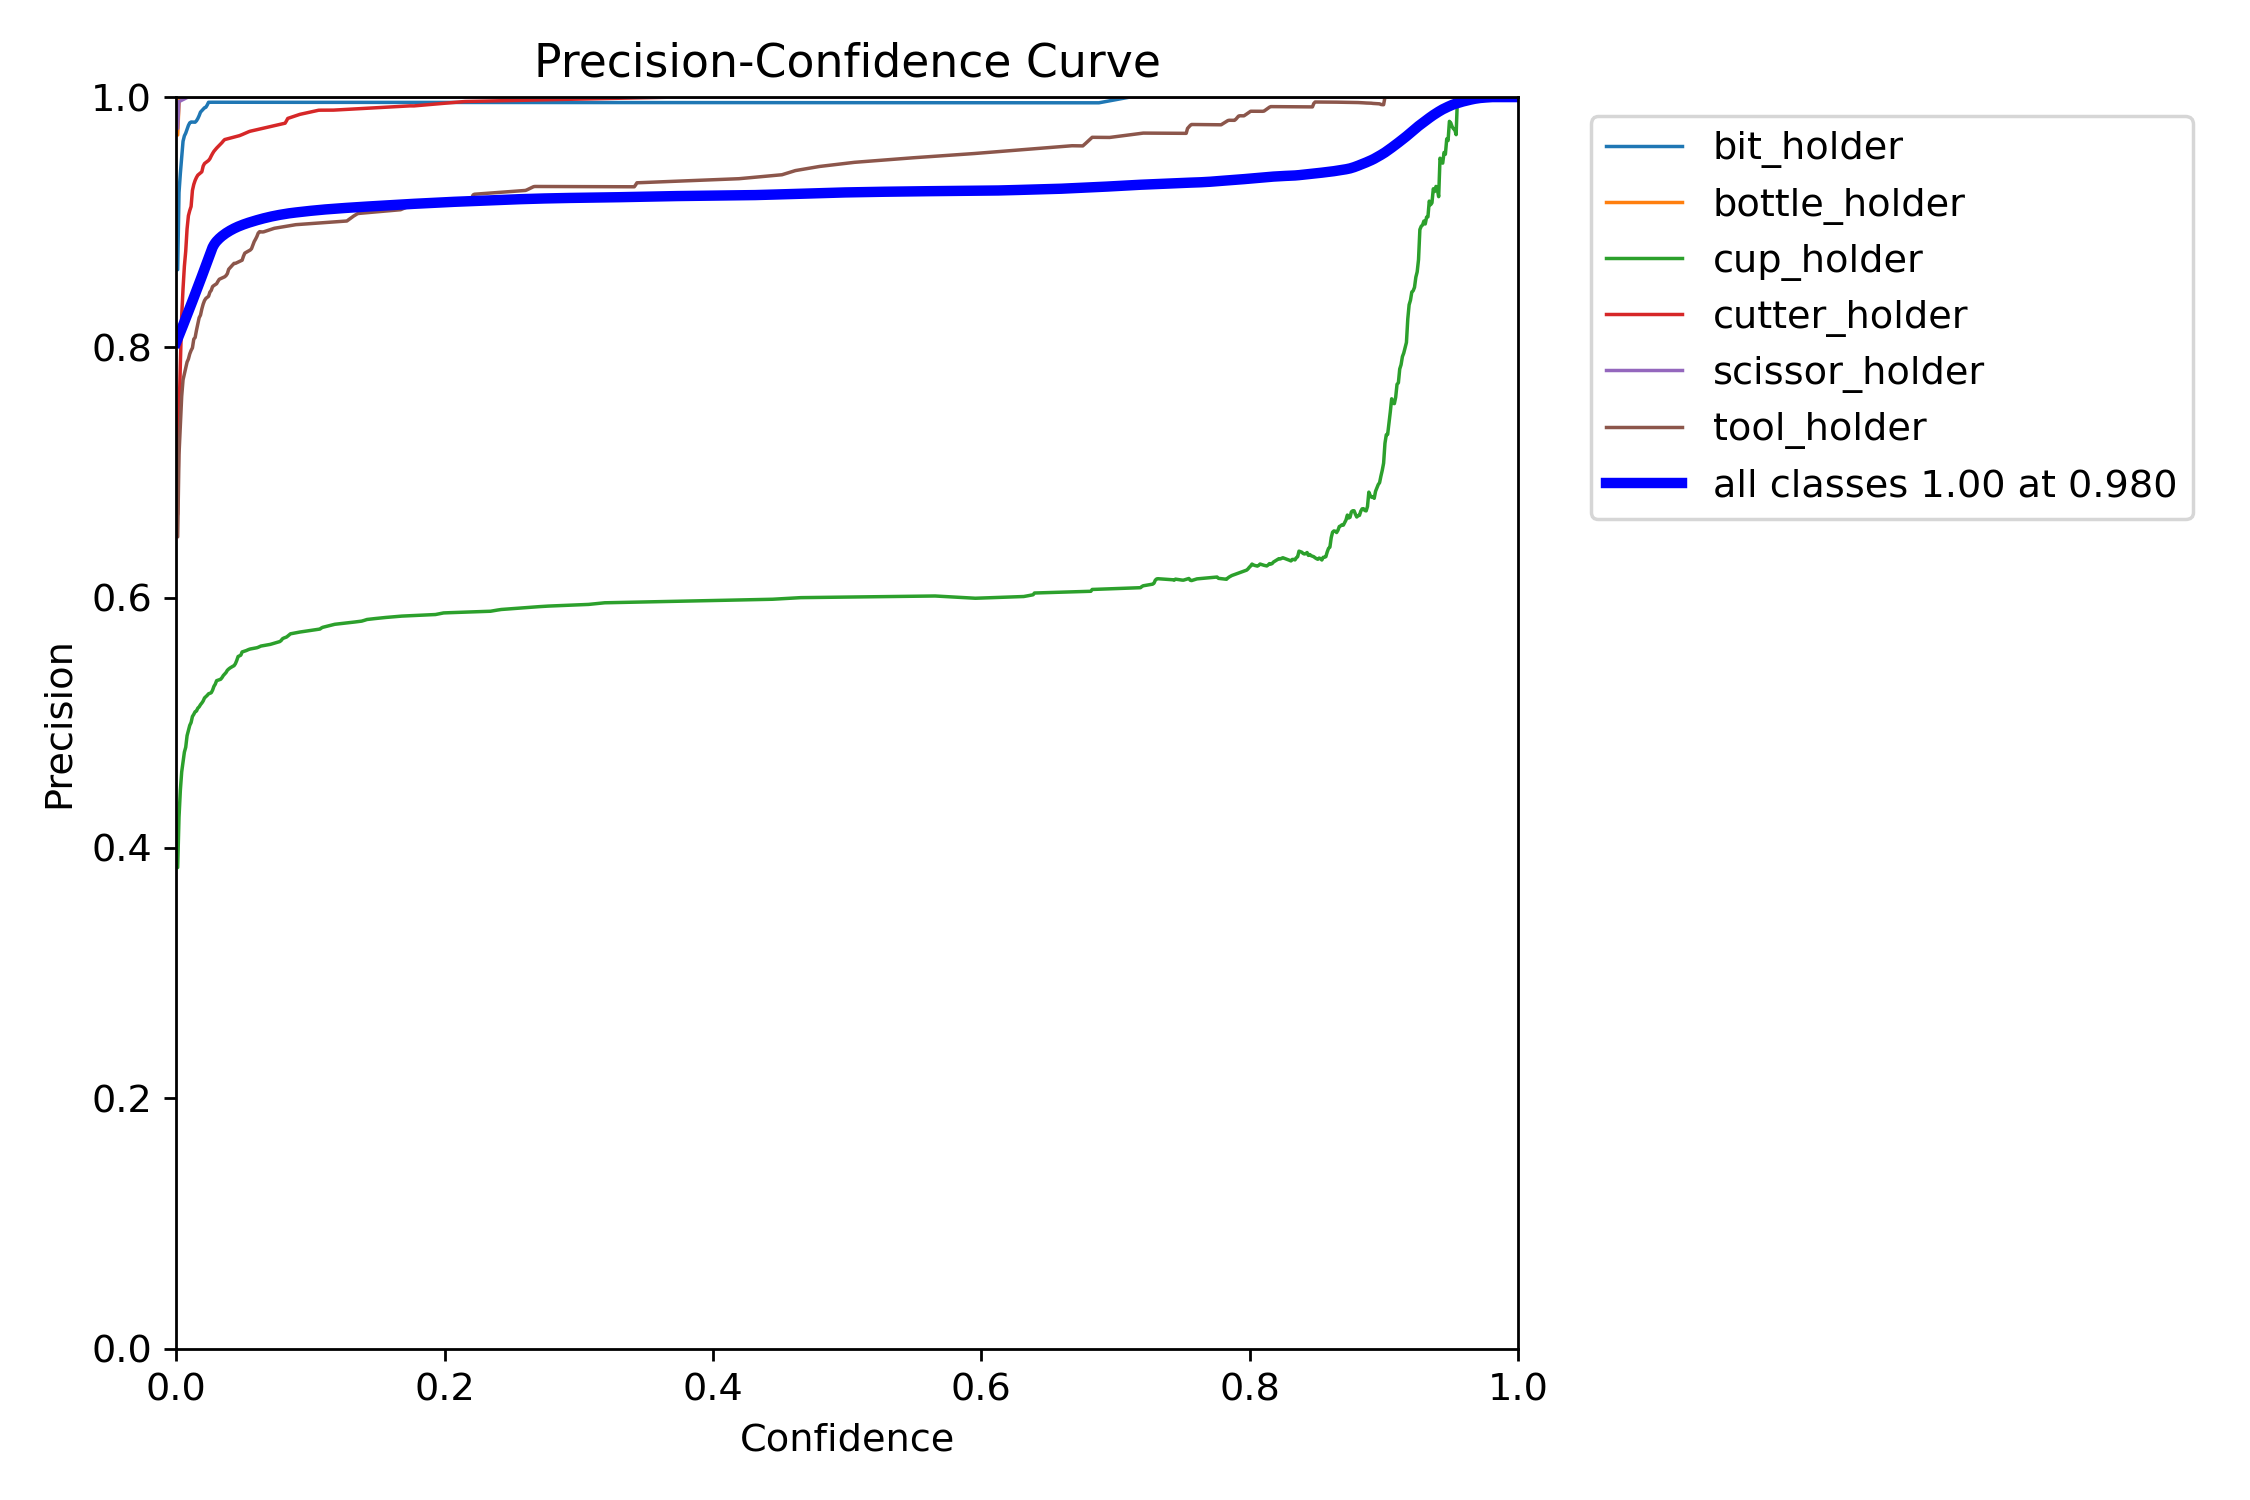 Precision-Confidence Curve
1.0
0.8
0.6
0.4
0.2
0.0
Precision
0.0 0.2 0.4 0.6 0.8 1.0
Confidence
bit_holder
bottle_holder
cup_holder
cutter_holder
scissor_holder
tool_holder
all classes 1.00 at 0.980